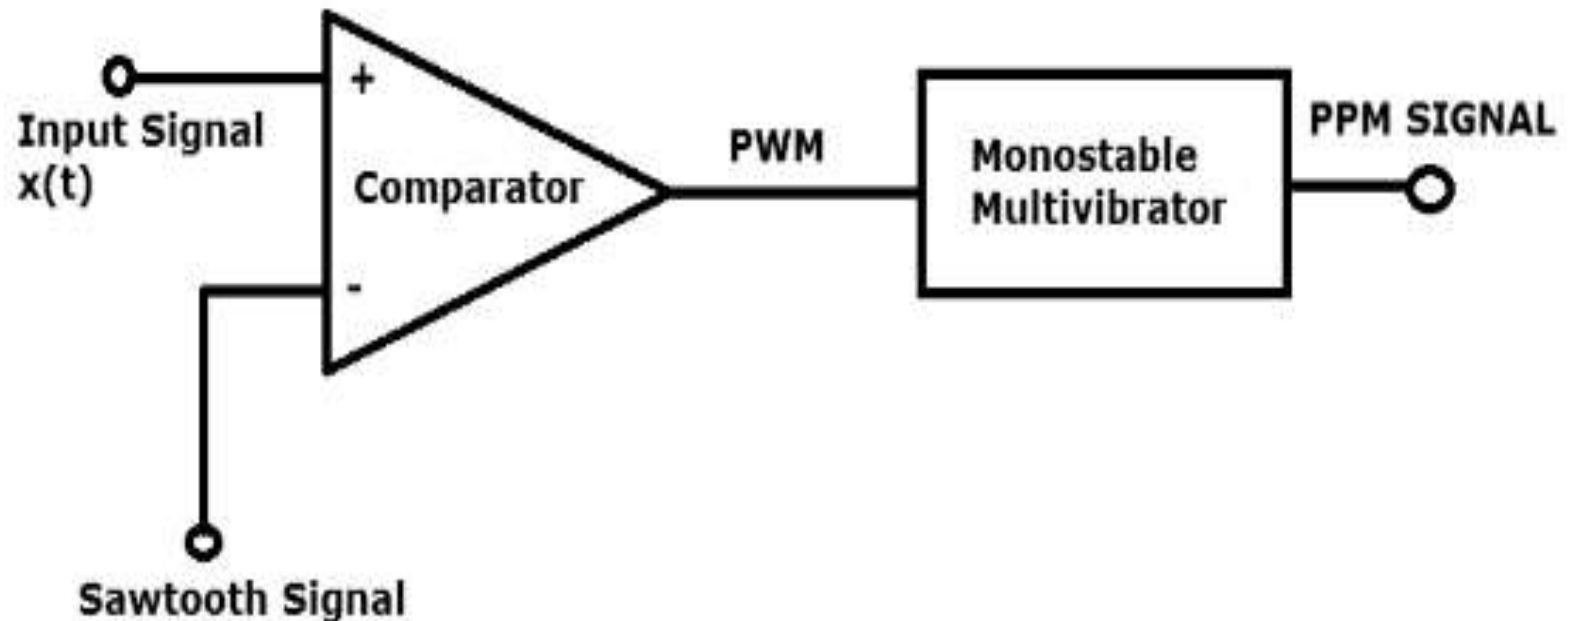 +
Input Signal
x(t)
Comparator
-
Sawtooth Signal
PWM
Monostable
Multivibrator
PPM SIGNAL